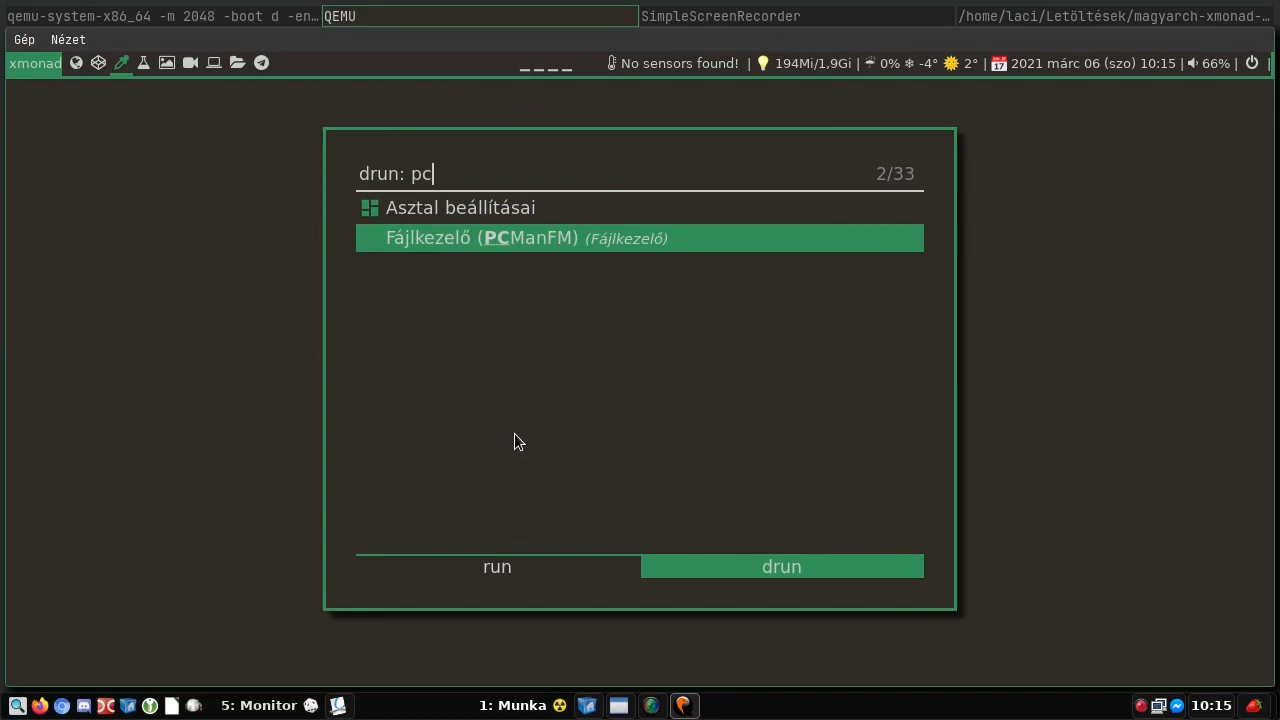 qemu-system-x86_64 -m 2048 -boot d -en…
QEMU
SimpleScreenRecorder
/home/laci/Letöltések/magyarch-xmonad-…
Gép Nézet
xmonad
No sensors found! | 194Mi/1,9Gi | 0% -4° 2° | 2021 márc 06 (szo) 10:15 | 66% | |
drun: pc
2/33
Asztal beállításai
Fájlkezelő (PCManFM) (Fájlkezelő)
run
drun
5: Monitor
1: Munka
10:15